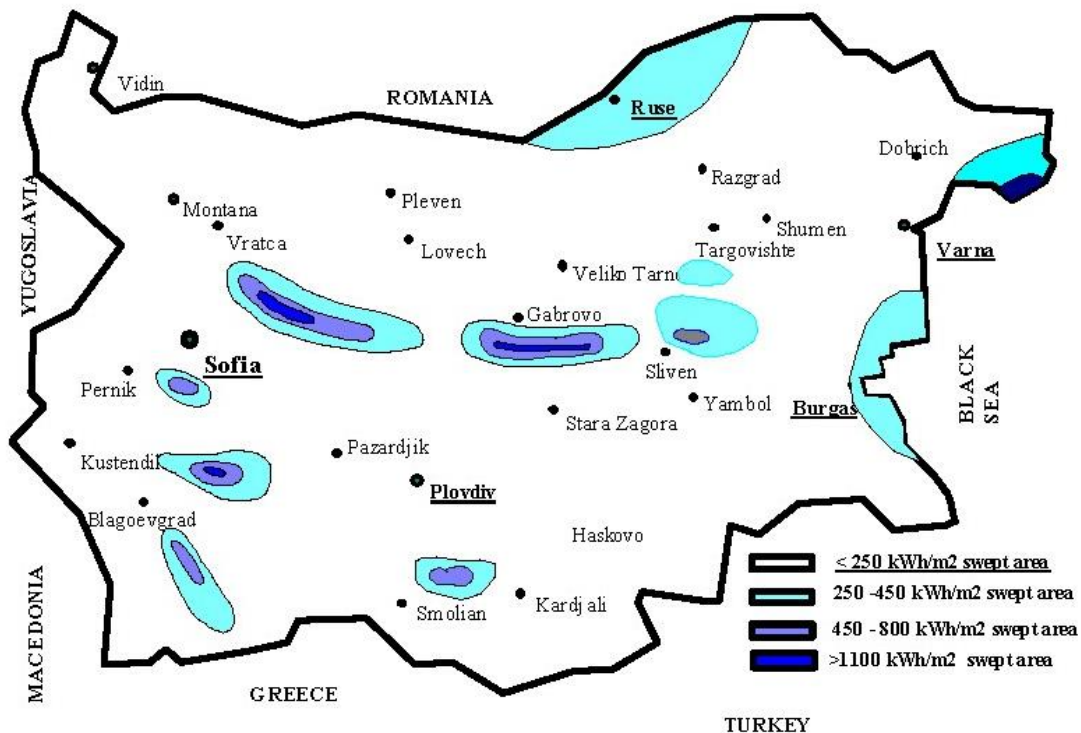 Vidin
ROMANIA
Ruse
Dobrich
YUGOSLAVIA
Razgrad
Montana
Pleven
Vratca
Lovech
Shumen
Targovishte
Varna
Veliko Tarno
Gabrovo
Sofia
Pernik
Sliven
Yambol
Burgas
BLACK
SEA
Stara Zagora
Kustendil
Pazardjik
Plovdiv
Blagoevgrad
Haskovo
Smolian
Kardjali
MACEDONIA
GREECE
TURKEY
< 250 kWh/m2 swept area
250 -450 kWh/m2 swept area
450 -800 kWh/m2 swept area
>1100 kWh/m2 swept area